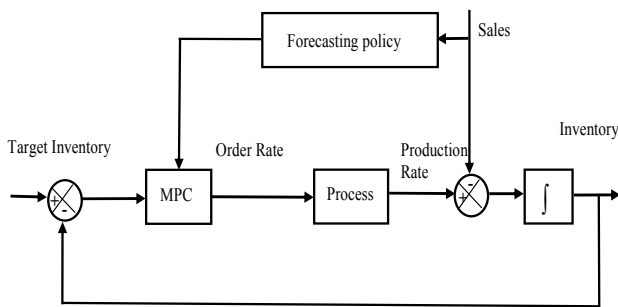 Forecasting policy
Sales
Target Inventory
Order Rate
Production
Rate
Inventory
+
-
MPC
Process
-
+
∫